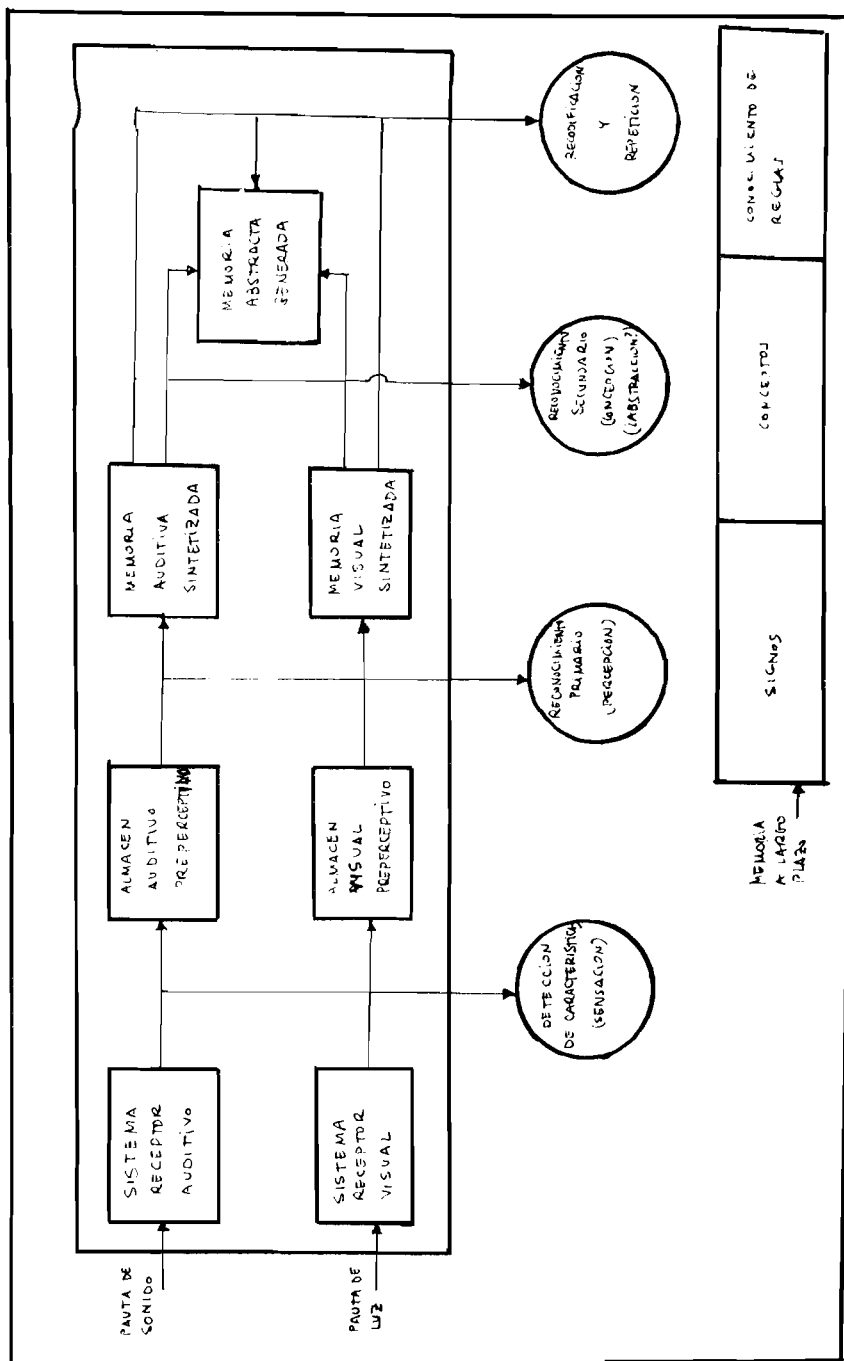 PAUTA DE
SONIDO
SISTEMA
RECEPTOR
AUDITIVO
ALMACEN
AUDITIVO
PREPERCEPTIVO
MEMORIA
AUDITIVA
SINTETIZADA
MEMORIA
ABSTRACTA
GENERADA
PAUTA DE
LUZ
SISTEMA
RECEPTOR
VISUAL
ALMACEN
VISUAL
PREPERCEPTIVO
MEMORIA
VISUAL
SINTETIZADA
DETECCION
DE CARACTERISTICAS
(SENSACION)
RECONOCIMIENTO
PRIMARIO
(PERCEPCION)
RECONOCIMIENTO
SECUNDARIO
(CONCEPCION)
(¿ABSTRACCION?)
RECODIFICACION
Y
REPETICION
MEMORIA
A LARGO
PLAZO
SIGNOS
CONCEPTOS
CONOCIMIENTO DE
REGLAS